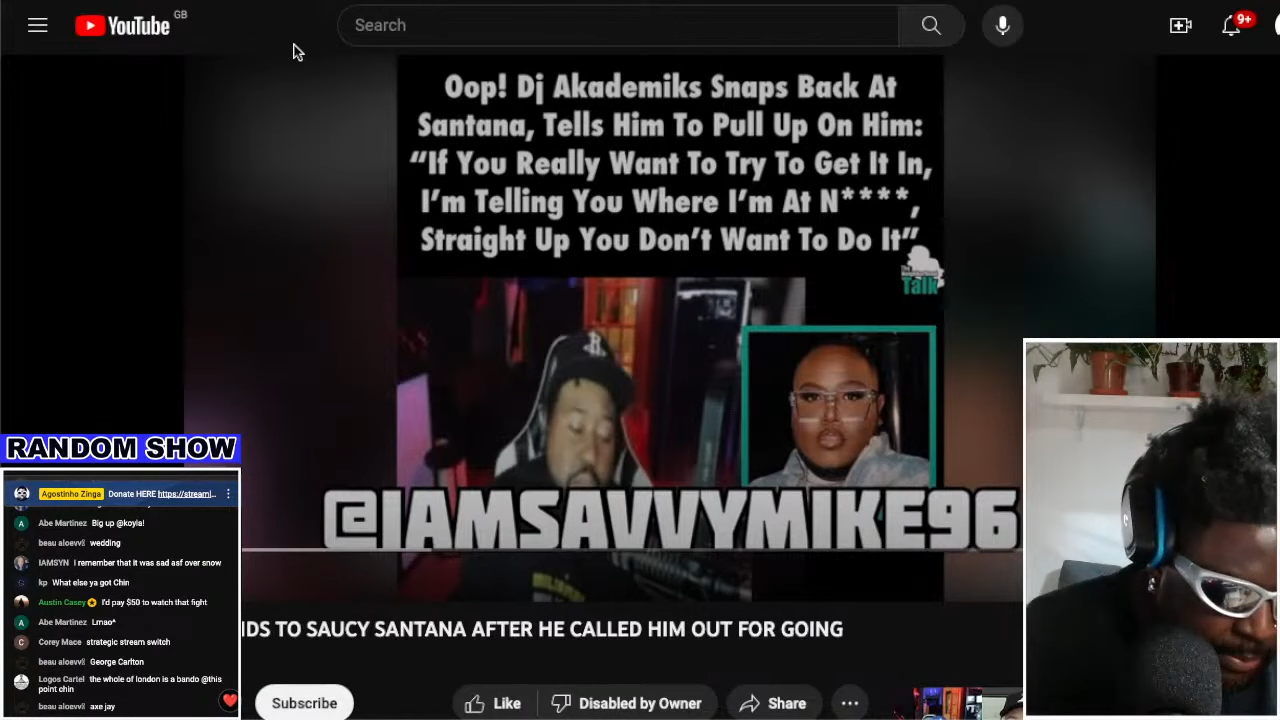 YouTube
GB
Search
9+
Oop! Dj Akademiks Snaps Back At
Santana, Tells Him To Pull Up On Him:
“If You Really Want To Try To Get It In,
I’m Telling You Where I’m At N****,
Straight Up You Don’t Want To Do It”
Talk
@IAMSAVVYMIKE96
RANDOM SHOW
Agostinho Zinga Donate HERE https://streaml...
A Abe Martinez Big up @koyla!
beau aloevvii wedding
IAMSYN I remember that it was sad asf over snow
kp What else ya got Chin
Austin Casey I'd pay $50 to watch that fight
A Abe Martinez Lmao^
C Corey Mace strategic stream switch
beau aloevvii George Carlton
Logos Cartel the whole of london is a bando @this
point chin
beau aloevvii axe jay
IDS TO SAUCY SANTANA AFTER HE CALLED HIM OUT FOR GOING
Subscribe
Like
Disabled by Owner
Share